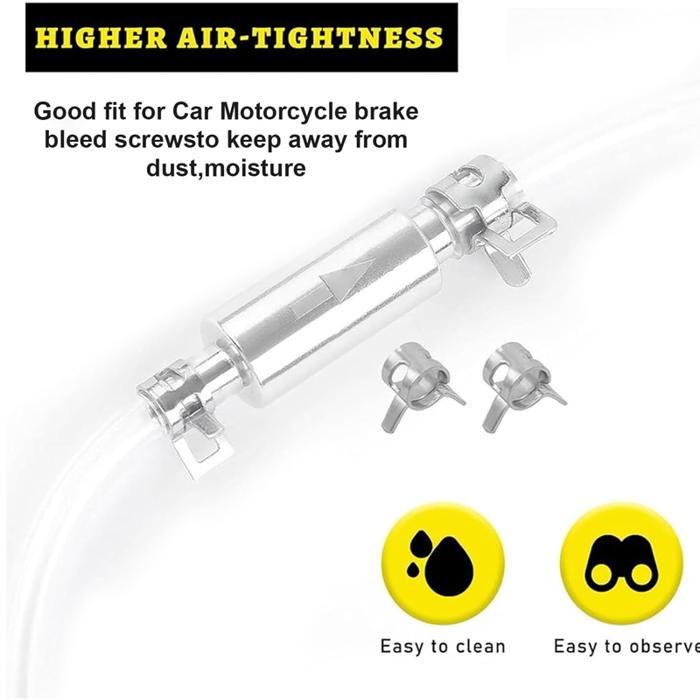 HIGHER AIR-TIGHTNESS
Good fit for Car Motorcycle brake
bleed screwsto keep away from
dust,moisture
Easy to clean
Easy to observe